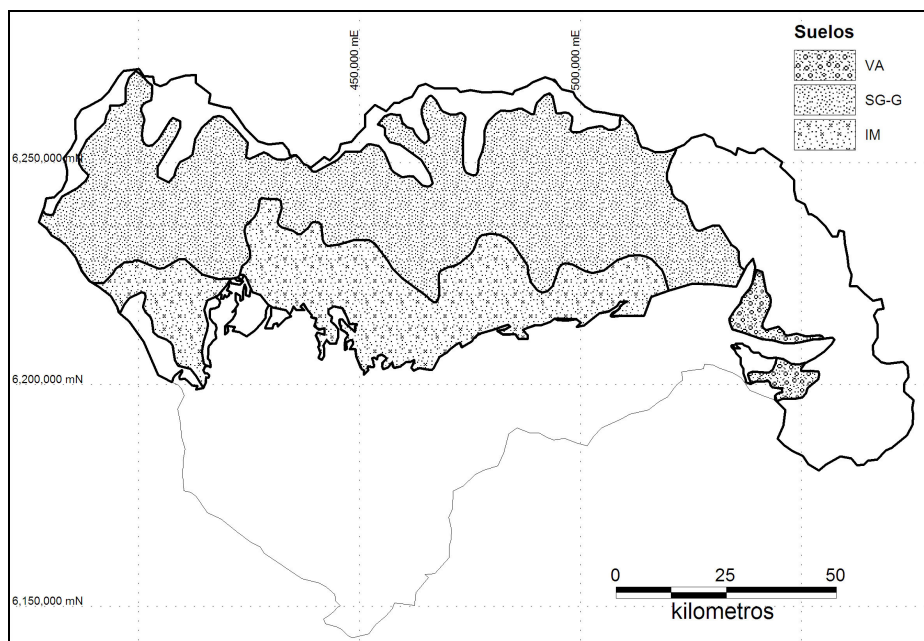 Suelos
VA
SG-G
IM
450,000 mE
500,000 mE
6,250,000 mN
6,200,000 mN
6,150,000 mN
0 25 50
kilometros